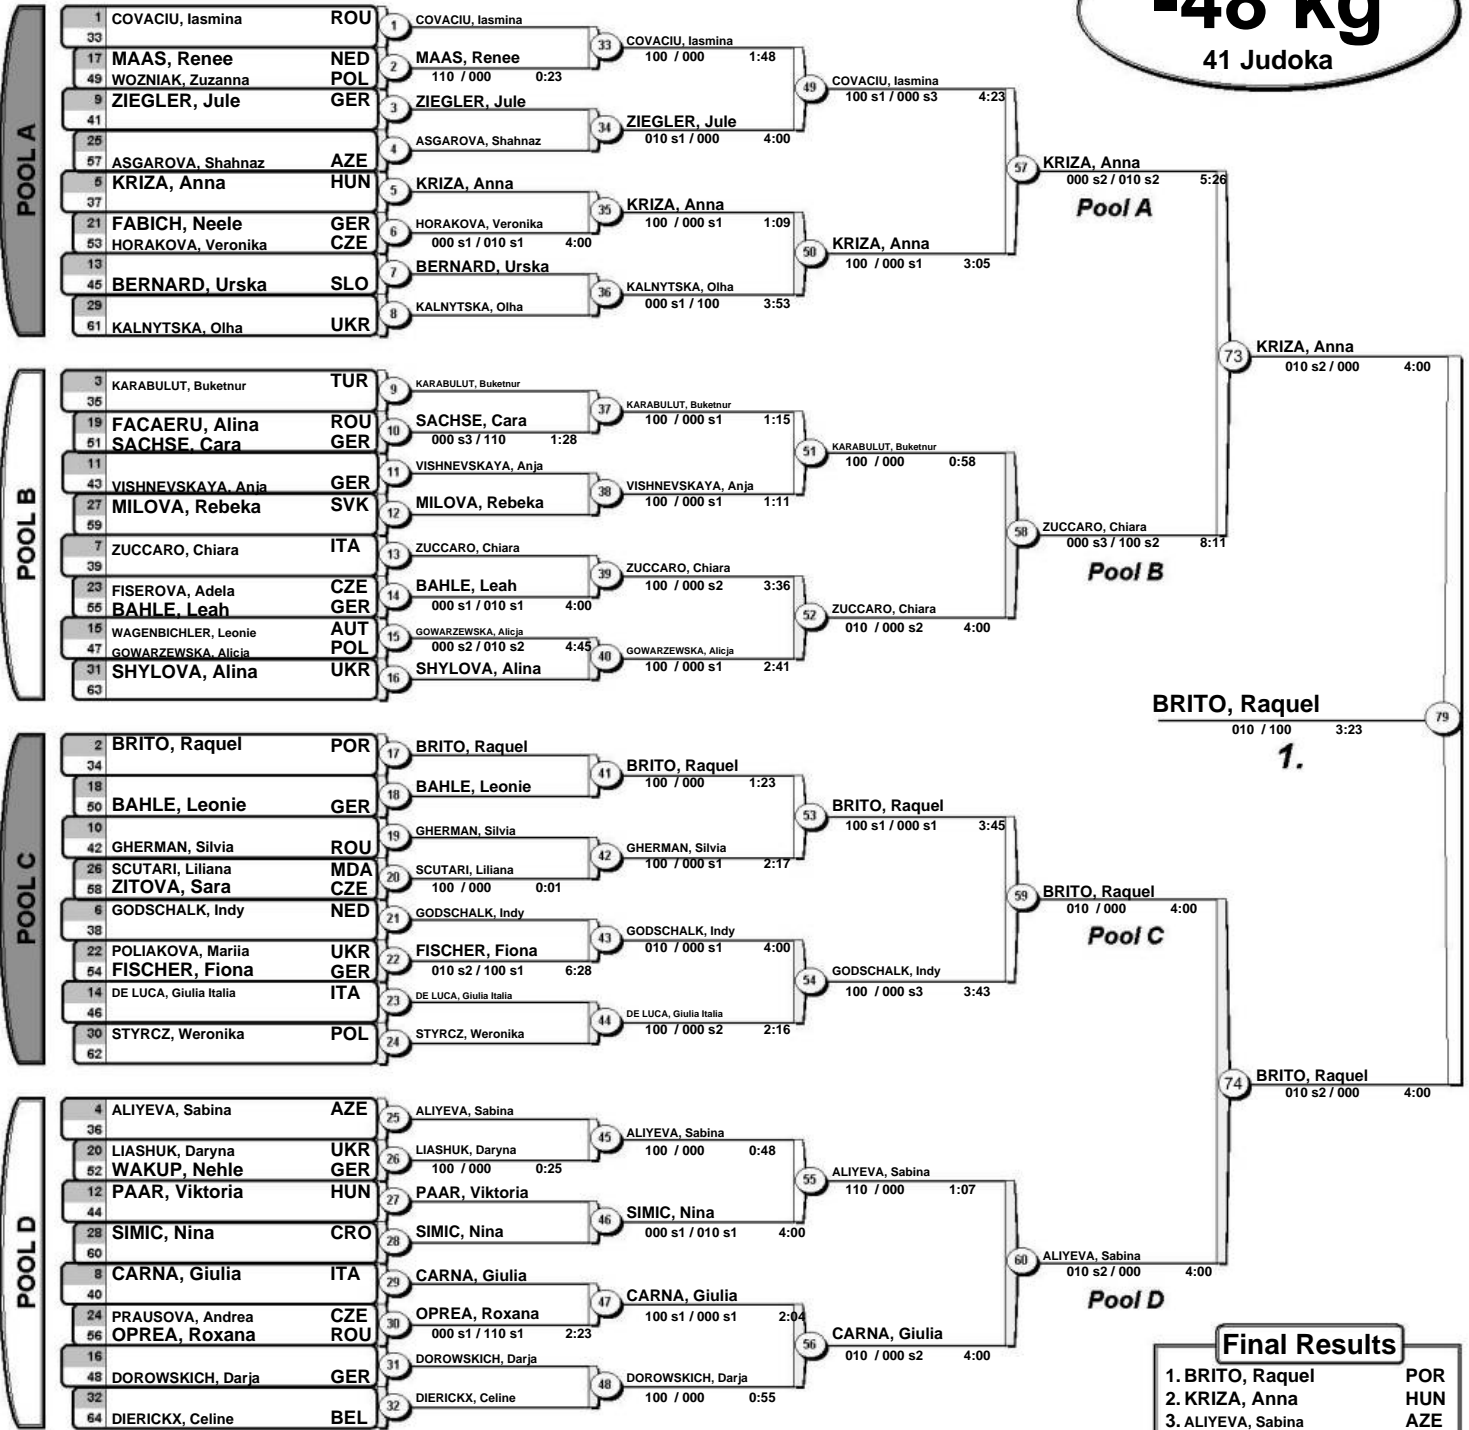 -48 kg
41 Judoka
POOL A
1 COVACIU, Iasmina ROU
33
17 MAAS, Renee NED
49 WOZNIAK, Zuzanna POL
9 ZIEGLER, Jule GER
41
25
57 ASGAROVA, Shahnaz AZE
5 KRIZA, Anna HUN
37
21 FABICH, Neele GER
53 HORAKOVA, Veronika CZE
13
45 BERNARD, Urska SLO
29
61 KALNYTSKA, Olha UKR
1 COVACIU, Iasmina
2 MAAS, Renee
110 / 000 0:23
3 ZIEGLER, Jule
4 ASGAROVA, Shahnaz
5 KRIZA, Anna
6 HORAKOVA, Veronika
000 s1 / 010 s1 4:00
7 BERNARD, Urska
8 KALNYTSKA, Olha
33 COVACIU, Iasmina
100 / 000 1:48
34 ZIEGLER, Jule
010 s1 / 000 4:00
35 KRIZA, Anna
100 / 000 s1 1:09
36 KALNYTSKA, Olha
000 s1 / 100 3:53
49 COVACIU, Iasmina
100 s1 / 000 s3 4:23
50 KRIZA, Anna
100 / 000 s1 3:05
57 KRIZA, Anna
000 s2 / 010 s2 5:26
Pool A
POOL B
3 KARABULUT, Buketnur TUR
35
19 FACAERU, Alina ROU
51 SACHSE, Cara GER
11
43 VISHNEVSKAYA, Anja GER
27 MILOVA, Rebeka SVK
59
7 ZUCCARO, Chiara ITA
39
23 FISEROVA, Adela CZE
55 BAHLE, Leah GER
15 WAGENBICHLER, Leonie AUT
47 GOWARZEWSKA, Alicja POL
31 SHYLOVA, Alina UKR
63
9 KARABULUT, Buketnur
10 SACHSE, Cara
000 s3 / 110 1:28
11 VISHNEVSKAYA, Anja
12 MILOVA, Rebeka
13 ZUCCARO, Chiara
14 BAHLE, Leah
000 s1 / 010 s1 4:00
15 GOWARZEWSKA, Alicja
000 s2 / 010 s2 4:45
16 SHYLOVA, Alina
37 KARABULUT, Buketnur
100 / 000 s1 1:15
38 VISHNEVSKAYA, Anja
100 / 000 s1 1:11
39 ZUCCARO, Chiara
100 / 000 s2 3:36
40 GOWARZEWSKA, Alicja
100 / 000 s1 2:41
51 KARABULUT, Buketnur
100 / 000 0:58
52 ZUCCARO, Chiara
010 / 000 s2 4:00
58 ZUCCARO, Chiara
000 s3 / 100 s2 8:11
Pool B
73 KRIZA, Anna
010 s2 / 000 4:00
BRITO, Raquel 79
010 / 100 3:23
1.
POOL C
2 BRITO, Raquel POR
34
18
50 BAHLE, Leonie GER
10
42 GHERMAN, Silvia ROU
26 SCUTARI, Liliana MDA
58 ZITOVA, Sara CZE
6 GODSCHALK, Indy NED
38
22 POLIAKOVA, Mariia UKR
54 FISCHER, Fiona GER
14 DE LUCA, Giulia Italia ITA
46
30 STYRCZ, Weronika POL
62
17 BRITO, Raquel
18 BAHLE, Leonie
19 GHERMAN, Silvia
20 SCUTARI, Liliana
100 / 000 0:01
21 GODSCHALK, Indy
22 FISCHER, Fiona
010 s2 / 100 s1 6:28
23 DE LUCA, Giulia Italia
24 STYRCZ, Weronika
41 BRITO, Raquel
100 / 000 1:23
42 GHERMAN, Silvia
100 / 000 s1 2:17
43 GODSCHALK, Indy
010 / 000 s1 4:00
44 DE LUCA, Giulia Italia
100 / 000 s2 2:16
53 BRITO, Raquel
100 s1 / 000 s1 3:45
54 GODSCHALK, Indy
100 / 000 s3 3:43
59 BRITO, Raquel
010 / 000 4:00
Pool C
POOL D
4 ALIYEVA, Sabina AZE
36
20 LIASHUK, Daryna UKR
52 WAKUP, Nehle GER
12 PAAR, Viktoria HUN
44
28 SIMIC, Nina CRO
60
8 CARNA, Giulia ITA
40
24 PRAUSOVA, Andrea CZE
56 OPREA, Roxana ROU
16
48 DOROWSKICH, Darja GER
32
64 DIERICKX, Celine BEL
25 ALIYEVA, Sabina
26 LIASHUK, Daryna
100 / 000 0:25
27 PAAR, Viktoria
28 SIMIC, Nina
29 CARNA, Giulia
30 OPREA, Roxana
000 s1 / 110 s1 2:23
31 DOROWSKICH, Darja
32 DIERICKX, Celine
45 ALIYEVA, Sabina
100 / 000 0:48
46 SIMIC, Nina
000 s1 / 010 s1 4:00
47 CARNA, Giulia
100 s1 / 000 s1 2:04
48 DOROWSKICH, Darja
100 / 000 0:55
55 ALIYEVA, Sabina
110 / 000 1:07
56 CARNA, Giulia
010 / 000 s2 4:00
60 ALIYEVA, Sabina
010 s2 / 000 4:00
Pool D
74 BRITO, Raquel
010 s2 / 000 4:00
Final Results
1. BRITO, Raquel POR
2. KRIZA, Anna HUN
3. ALIYEVA, Sabina AZE